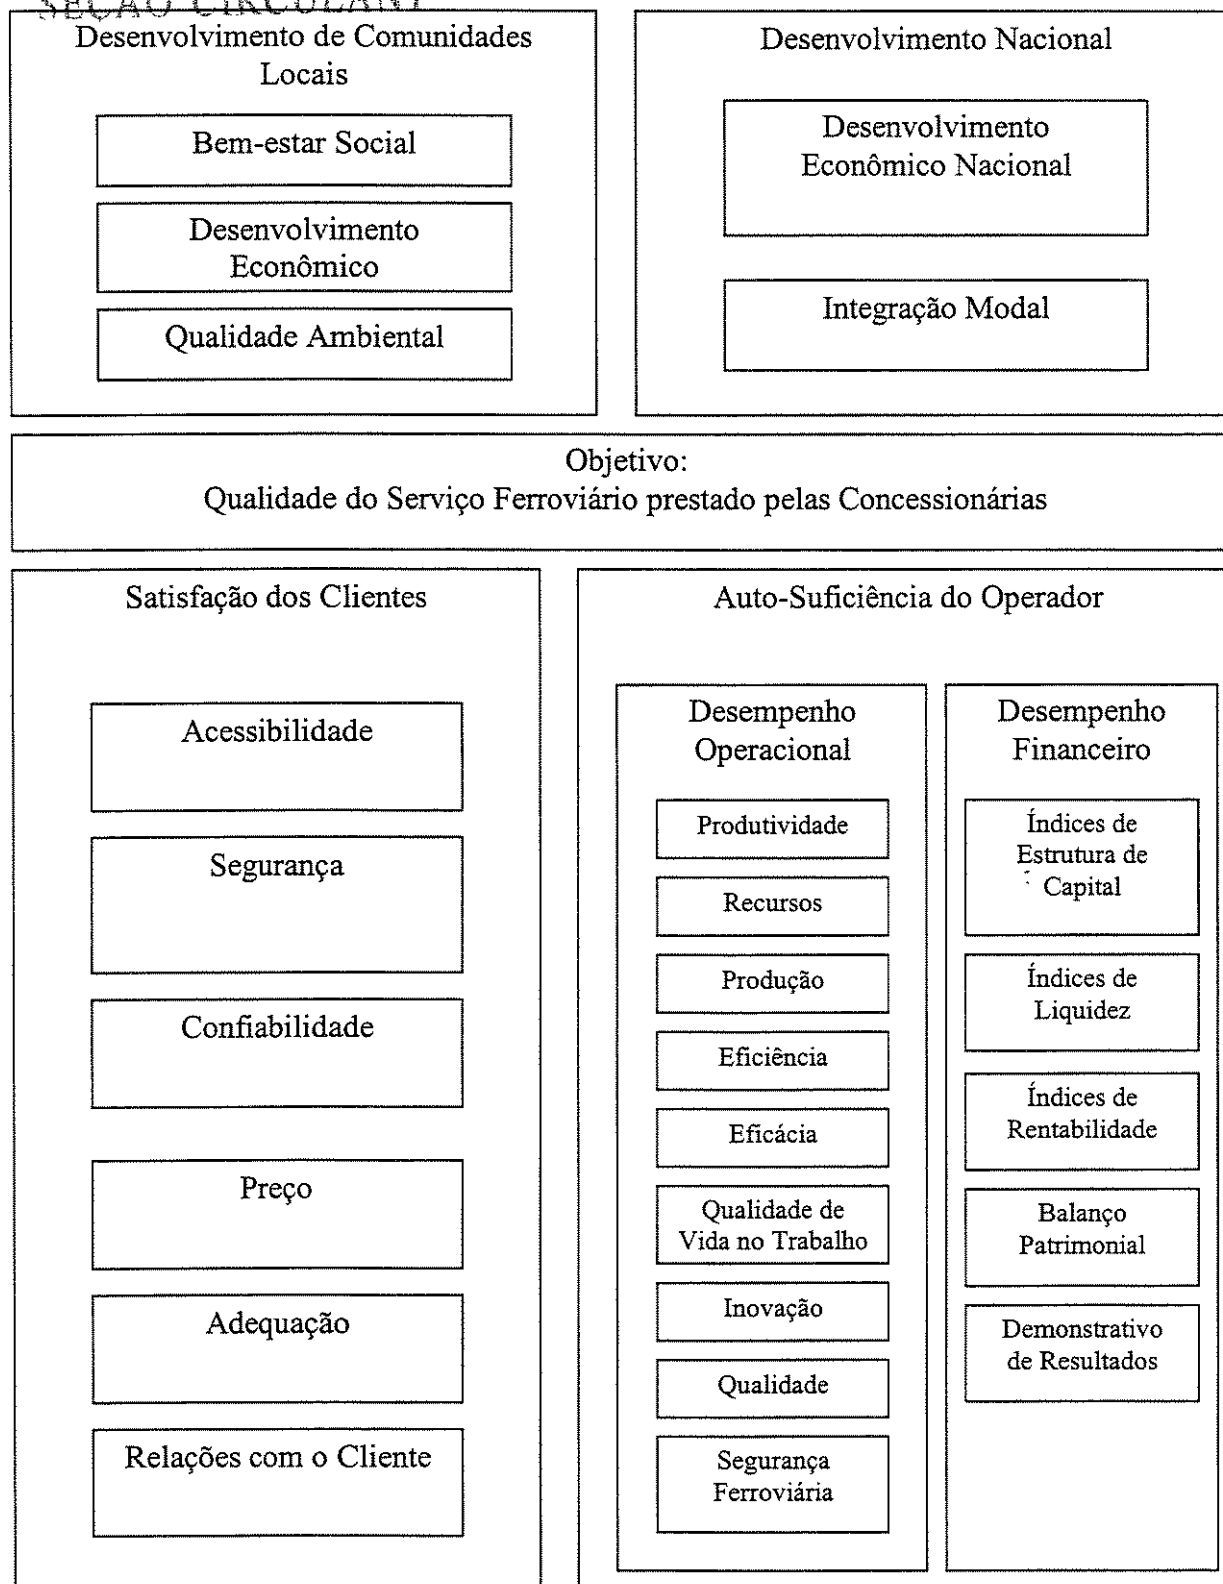 Desenvolvimento de Comunidades
Locais
Bem-estar Social
Desenvolvimento
Econômico
Qualidade Ambiental
Desenvolvimento Nacional
Desenvolvimento
Econômico Nacional
Integração Modal
Objetivo:
Qualidade do Serviço Ferroviário prestado pelas Concessionárias
Satisfação dos Clientes
Acessibilidade
Segurança
Confiabilidade
Preço
Adequação
Relações com o Cliente
Auto-Suficiência do Operador
Desempenho
Operacional
Produtividade
Recursos
Produção
Eficiência
Eficácia
Qualidade de
Vida no Trabalho
Inovação
Qualidade
Segurança
Ferroviária
Desempenho
Financeiro
Índices de
Estrutura de
Capital
Índices de
Liquidez
Índices de
Rentabilidade
Balanço
Patrimonial
Demonstrativo
de Resultados